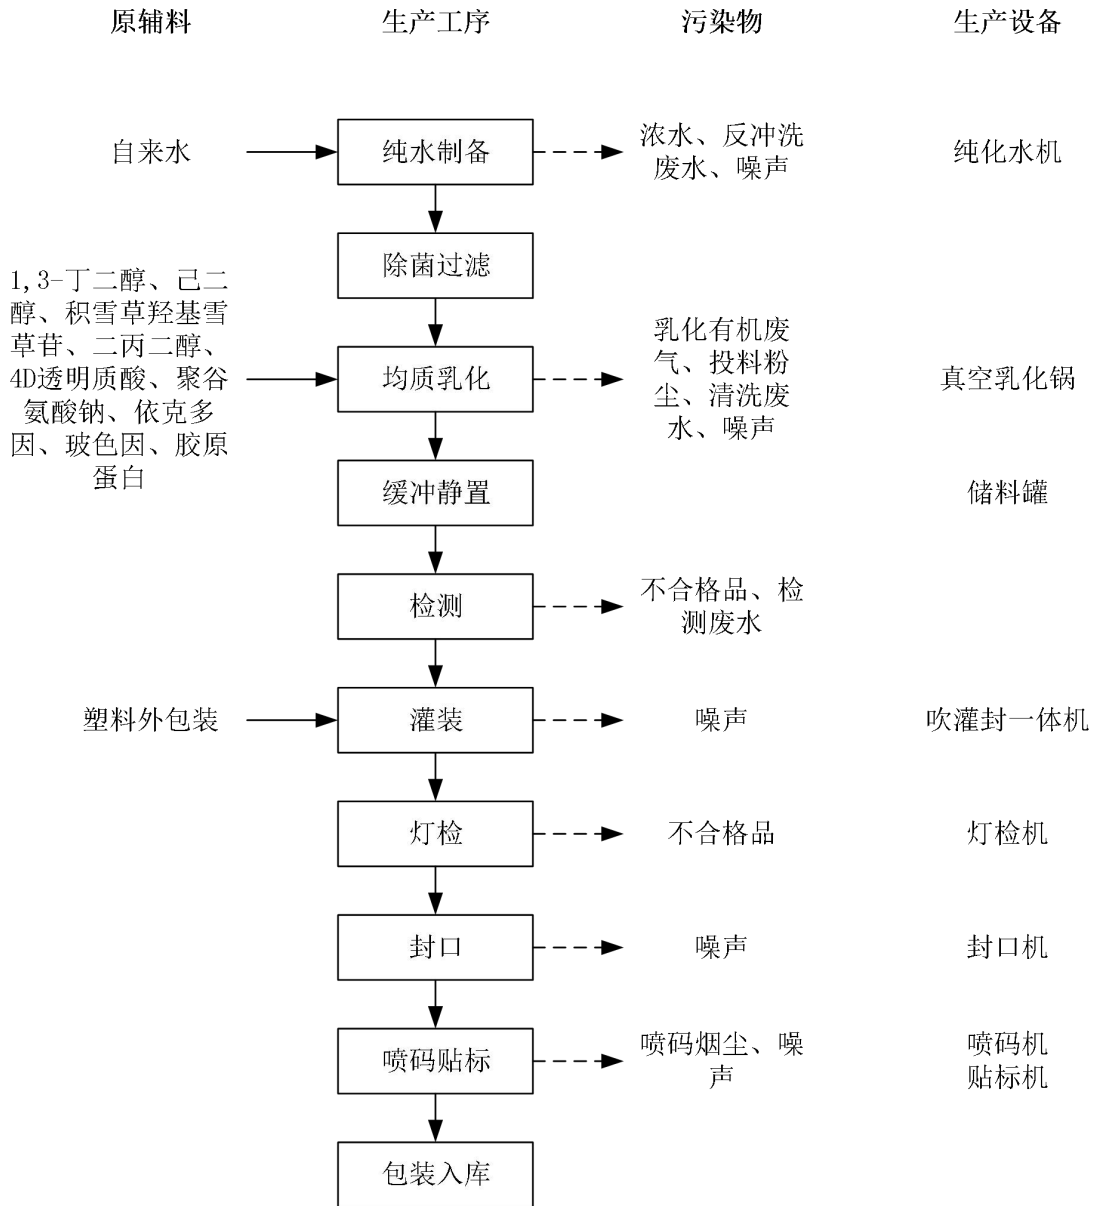 原辅料 生产工序 污染物 生产设备
自来水 纯水制备 浓水、反冲洗
废水、噪声 纯化水机
除菌过滤
1,3-丁二醇、己二
醇、积雪草羟基雪
草苷、二丙二醇、
4D透明质酸、聚谷
氨酸钠、依克多
因、玻色因、胶原
蛋白
均质乳化
乳化有机废
气、投料粉
尘、清洗废
水、噪声
真空乳化锅
缓冲静置 储料罐
检测 不合格品、检
测废水
塑料外包装 灌装 噪声 吹灌封一体机
灯检 不合格品 灯检机
封口 噪声 封口机
喷码贴标 喷码烟尘、噪
声
喷码机
贴标机
包装入库